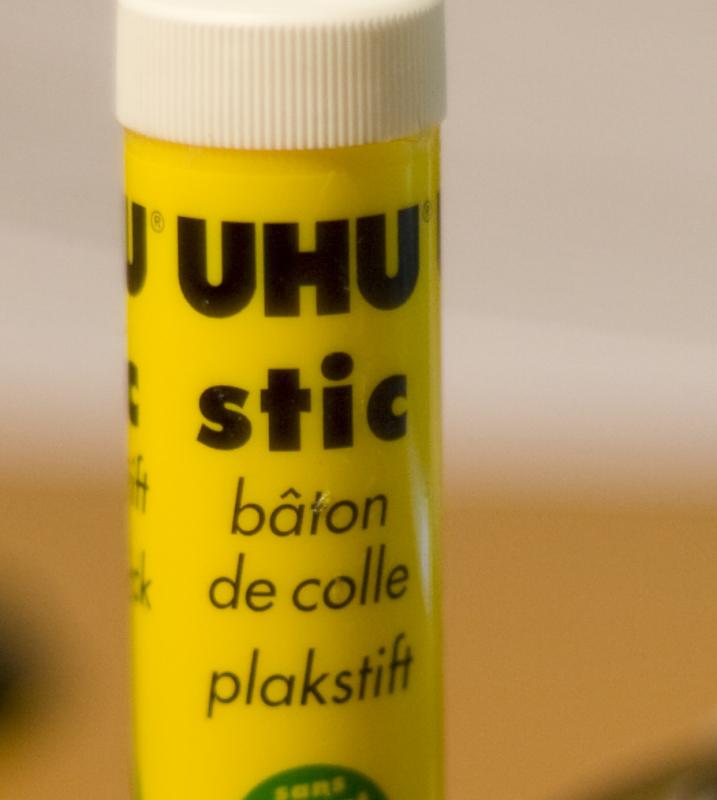 UHU®
stic
bâton
de colle
plakstift
sans